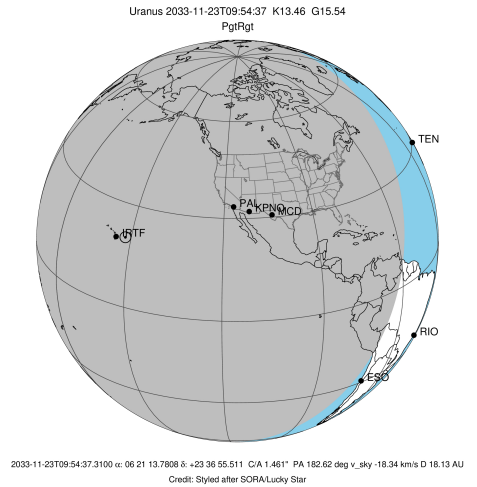 Uranus 2033-11-23T09:54:37 K13.46 G15.54
PgtRgt
TEN
PAL
KPNO
MCD
IRTF
RIO
ESO
2033-11-23T09:54:37.3100 α: 06 21 13.7808 δ: +23 36 55.511 C/A 1.461" PA 182.62 deg v_sky -18.34 km/s D 18.13 AU
Credit: Styled after SORA/Lucky Star